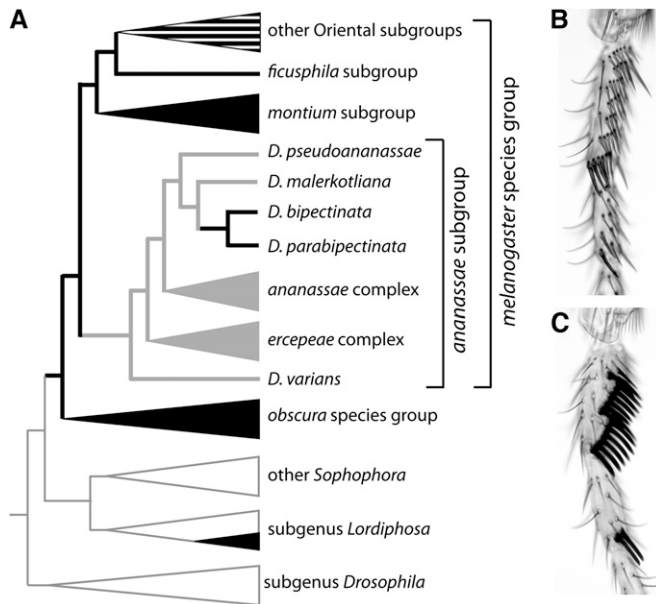 A
other Oriental subgroups
ficusphila subgroup
montium subgroup
D. pseudoananassae
D. malerkotliana
D. bipectinata
D. parabipectinata
ananassae complex
ercepeae complex
D. varians
ananassae subgroup
melanogaster species group
obscura species group
other Sophophora
subgenus Lordiphosa
subgenus Drosophila
B
C